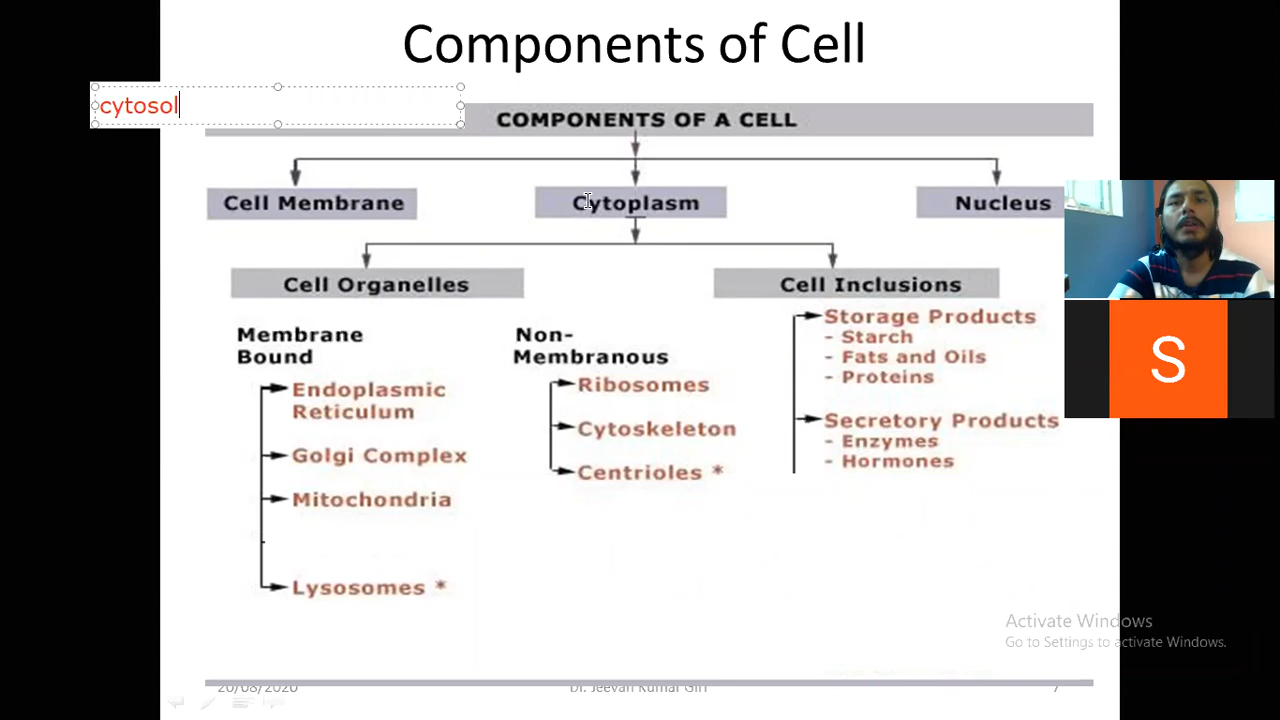 Components of Cell
cytosol
COMPONENTS OF A CELL
Cell Membrane
Cytoplasm
Nucleus
Cell Organelles
Cell Inclusions
Membrane
Bound
Endoplasmic
Reticulum
Golgi Complex
Mitochondria
Lysosomes *
Non-
Membranous
Ribosomes
Cytoskeleton
Centrioles *
Storage Products
- Starch
- Fats and Oils
- Proteins
Secretory Products
- Enzymes
- Hormones
S
Activate Windows
Go to Settings to activate Windows.
20/08/2020
Dr. Jeevan Kumar Giri
7